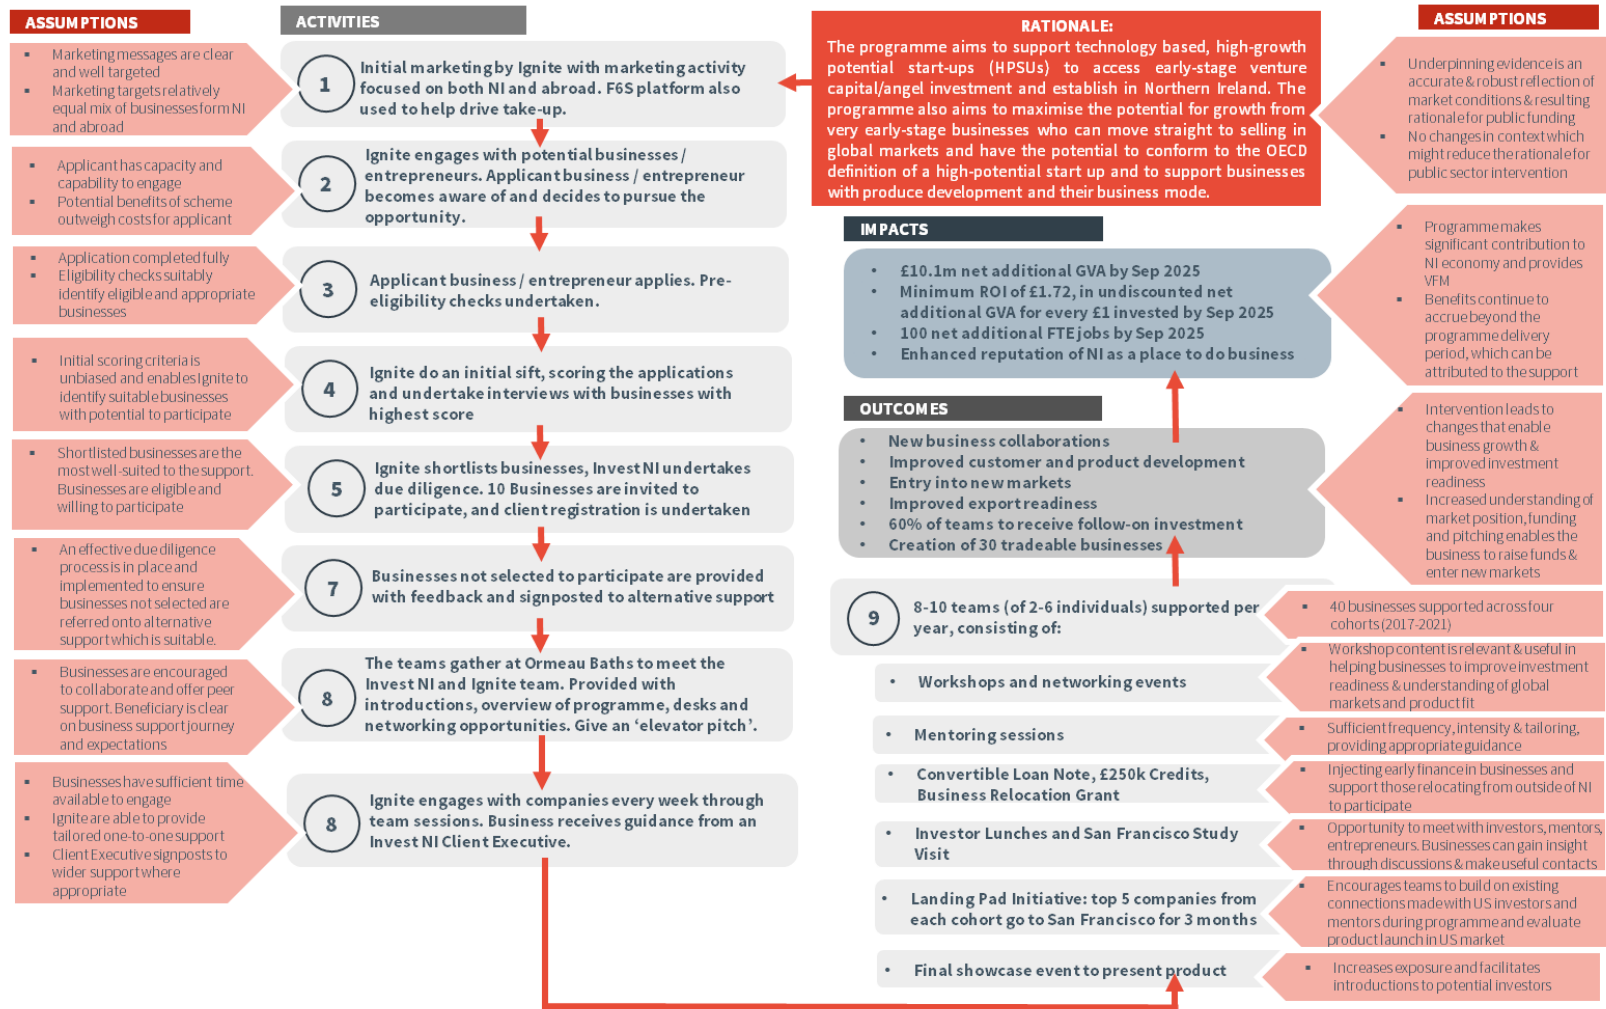 ASSUMPTIONS
▪ Marketing messages are clear
and well targeted
▪ Marketing targets relatively
equal mix of businesses form NI
and abroad
▪ Applicant has capacity and
capability to engage
▪ Potential benefits of scheme
outweigh costs for applicant
▪ Application completed fully
▪ Eligibility checks suitably
identify eligible and appropriate
businesses
▪ Initial scoring criteria is
unbiased and enables Ignite to
identify suitable businesses
with potential to participate
▪ Shortlisted businesses are the
most well-suited to the support.
Businesses are eligible and
willing to participate
▪ An effective due diligence
process is in place and
implemented to ensure
businesses not selected are
referred onto alternative
support which is suitable.
▪ Businesses are encouraged
to collaborate and offer peer
support. Beneficiary is clear
on business support journey
and expectations
▪ Businesses have sufficient time
available to engage
▪ Ignite are able to provide
tailored one-to-one support
▪ Client Executive signposts to
wider support where
appropriate
ACTIVITIES
1
Initial marketing by Ignite with marketing activity
focused on both NI and abroad. F6S platform also
used to help drive take-up.
2
Ignite engages with potential businesses /
entrepreneurs. Applicant business / entrepreneur
becomes aware of and decides to pursue the
opportunity.
3
Applicant business / entrepreneur applies. Pre-
eligibility checks undertaken.
4
Ignite do an initial sift, scoring the applications
and undertake interviews with businesses with
highest score
5
Ignite shortlists businesses, Invest NI undertakes
due diligence. 10 Businesses are invited to
participate, and client registration is undertaken
7
Businesses not selected to participate are provided
with feedback and signposted to alternative support
8
The teams gather at Ormeau Baths to meet the
Invest NI and Ignite team. Provided with
introductions, overview of programme, desks and
networking opportunities. Give an ‘elevator pitch’.
8
Ignite engages with companies every week through
team sessions. Business receives guidance from an
Invest NI Client Executive.
RATIONALE:
The programme aims to support technology based, high-growth
potential start-ups (HPSUs) to access early-stage venture
capital/angel investment and establish in Northern Ireland. The
programme also aims to maximise the potential for growth from
very early-stage businesses who can move straight to selling in
global markets and have the potential to conform to the OECD
definition of a high-potential start up and to support businesses
with produce development and their business mode.
IMPACTS
• £10.1m net additional GVA by Sep 2025
• Minimum ROI of £1.72, in undiscounted net
additional GVA for every £1 invested by Sep 2025
• 100 net additional FTE jobs by Sep 2025
• Enhanced reputation of NI as a place to do business
OUTCOMES
• New business collaborations
• Improved customer and product development
• Entry into new markets
• Improved export readiness
• 60% of teams to receive follow-on investment
• Creation of 30 tradeable businesses
9
8-10 teams (of 2-6 individuals) supported per
year, consisting of:
• Workshops and networking events
• Mentoring sessions
• Convertible Loan Note, £250k Credits,
Business Relocation Grant
• Investor Lunches and San Francisco Study
Visit
• Landing Pad Initiative: top 5 companies from
each cohort go to San Francisco for 3 months
• Final showcase event to present product
ASSUMPTIONS
▪ Underpinning evidence is an
accurate & robust reflection of
market conditions & resulting
rationale for public funding
▪ No changes in context which
might reduce the rationale for
public sector intervention
▪ Programme makes
significant contribution to
NI economy and provides
VFM
▪ Benefits continue to
accrue beyond the
programme delivery
period, which can be
attributed to the support
▪ Intervention leads to
changes that enable
business growth &
improved investment
readiness
▪ Increased understanding of
market position, funding
and pitching enables the
business to raise funds &
enter new markets
▪ 40 businesses supported across four
cohorts (2017-2021)
▪ Workshop content is relevant & useful in
helping businesses to improve investment
readiness & understanding of global
markets and product fit
▪ Sufficient frequency, intensity & tailoring,
providing appropriate guidance
▪ Injecting early finance in businesses and
support those relocating from outside of NI
to participate
▪ Opportunity to meet with investors, mentors,
entrepreneurs. Businesses can gain insight
through discussions & make useful contacts
▪ Encourages teams to build on existing
connections made with US investors and
mentors during programme and evaluate
product launch in US market
▪ Increases exposure and facilitates
introductions to potential investors